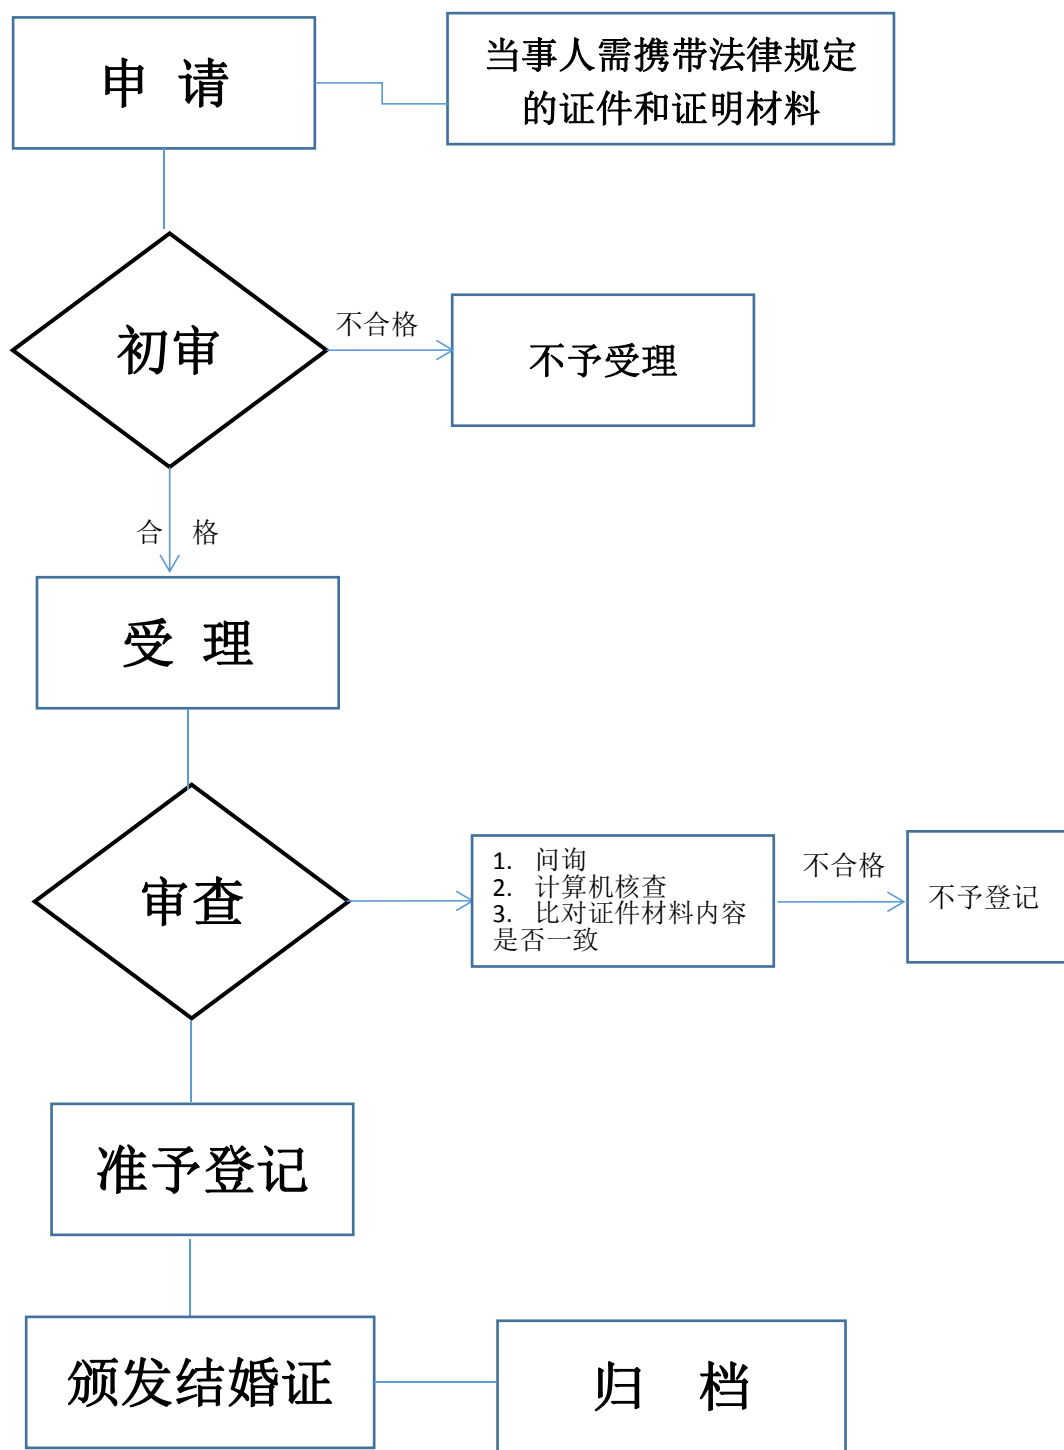 申 请
当事人需携带法律规定
的证件和证明材料
初审
不合格
不予受理
合 格
受 理
审查
1. 问询
2. 计算机核查
3. 比对证件材料内容
是否一致
不合格
不予登记
准予登记
颁发结婚证
归 档